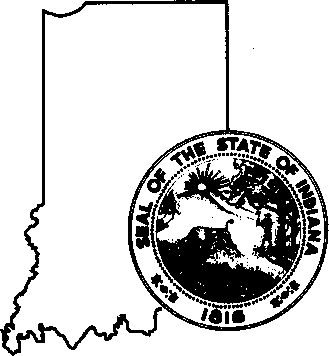 SEAL OF THE STATE OF INDIANA
1816